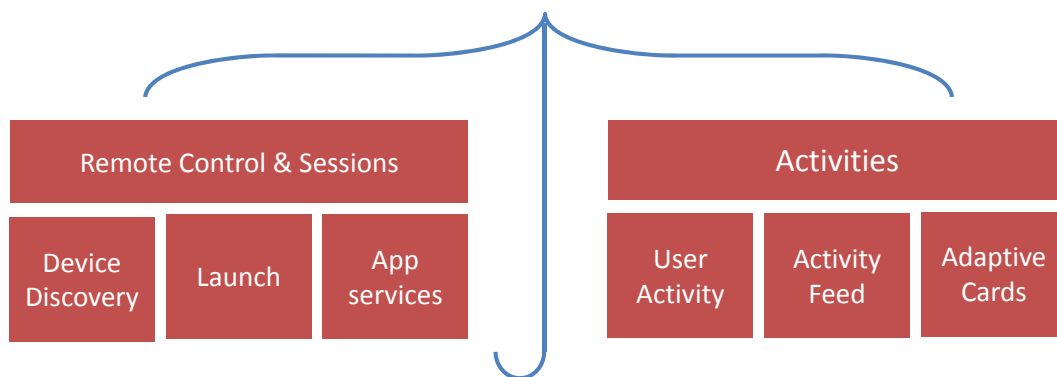 Remote Control & Sessions
Activities
Device
Discovery
Launch
App
services
User
Activity
Activity
Feed
Adaptive
Cards